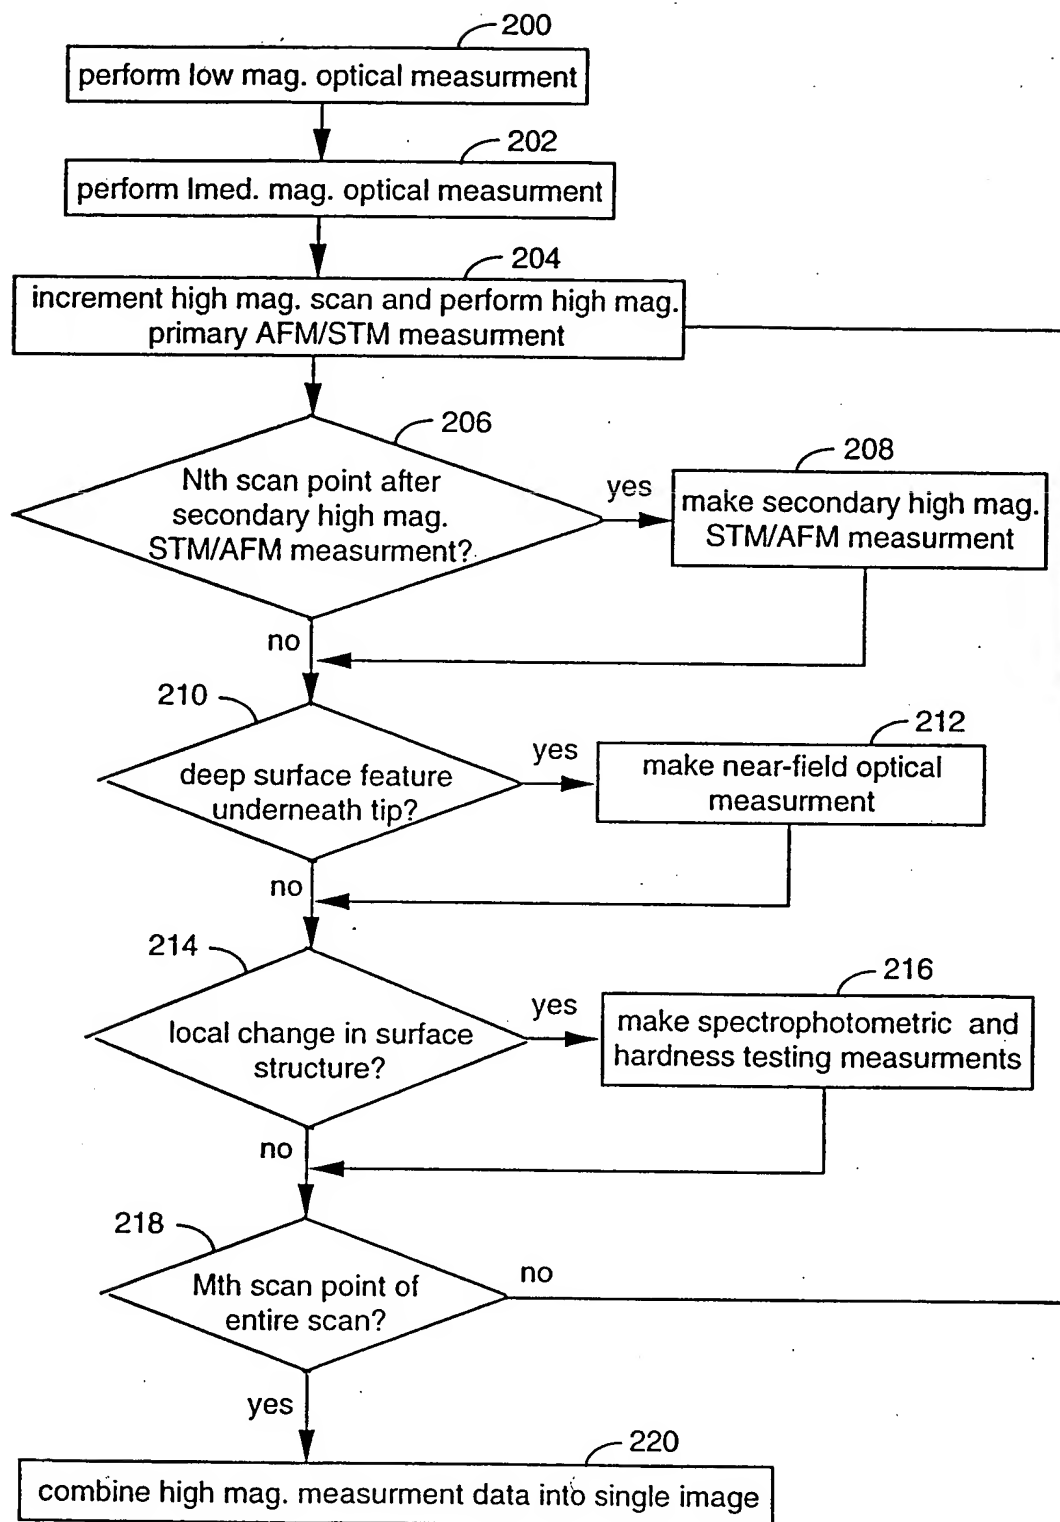 200
perform low mag. optical measurment
202
perform Imed. mag. optical measurment
204
increment high mag. scan and perform high mag.
primary AFM/STM measurment
206
Nth scan point after
secondary high mag.
STM/AFM measurment?
yes
208
make secondary high mag.
STM/AFM measurment
no
210
deep surface feature
underneath tip?
yes
212
make near-field optical
measurment
no
214
local change in surface
structure?
yes
216
make spectrophotometric and
hardness testing measurments
no
218
Mth scan point of
entire scan?
no
yes
220
combine high mag. measurment data into single image